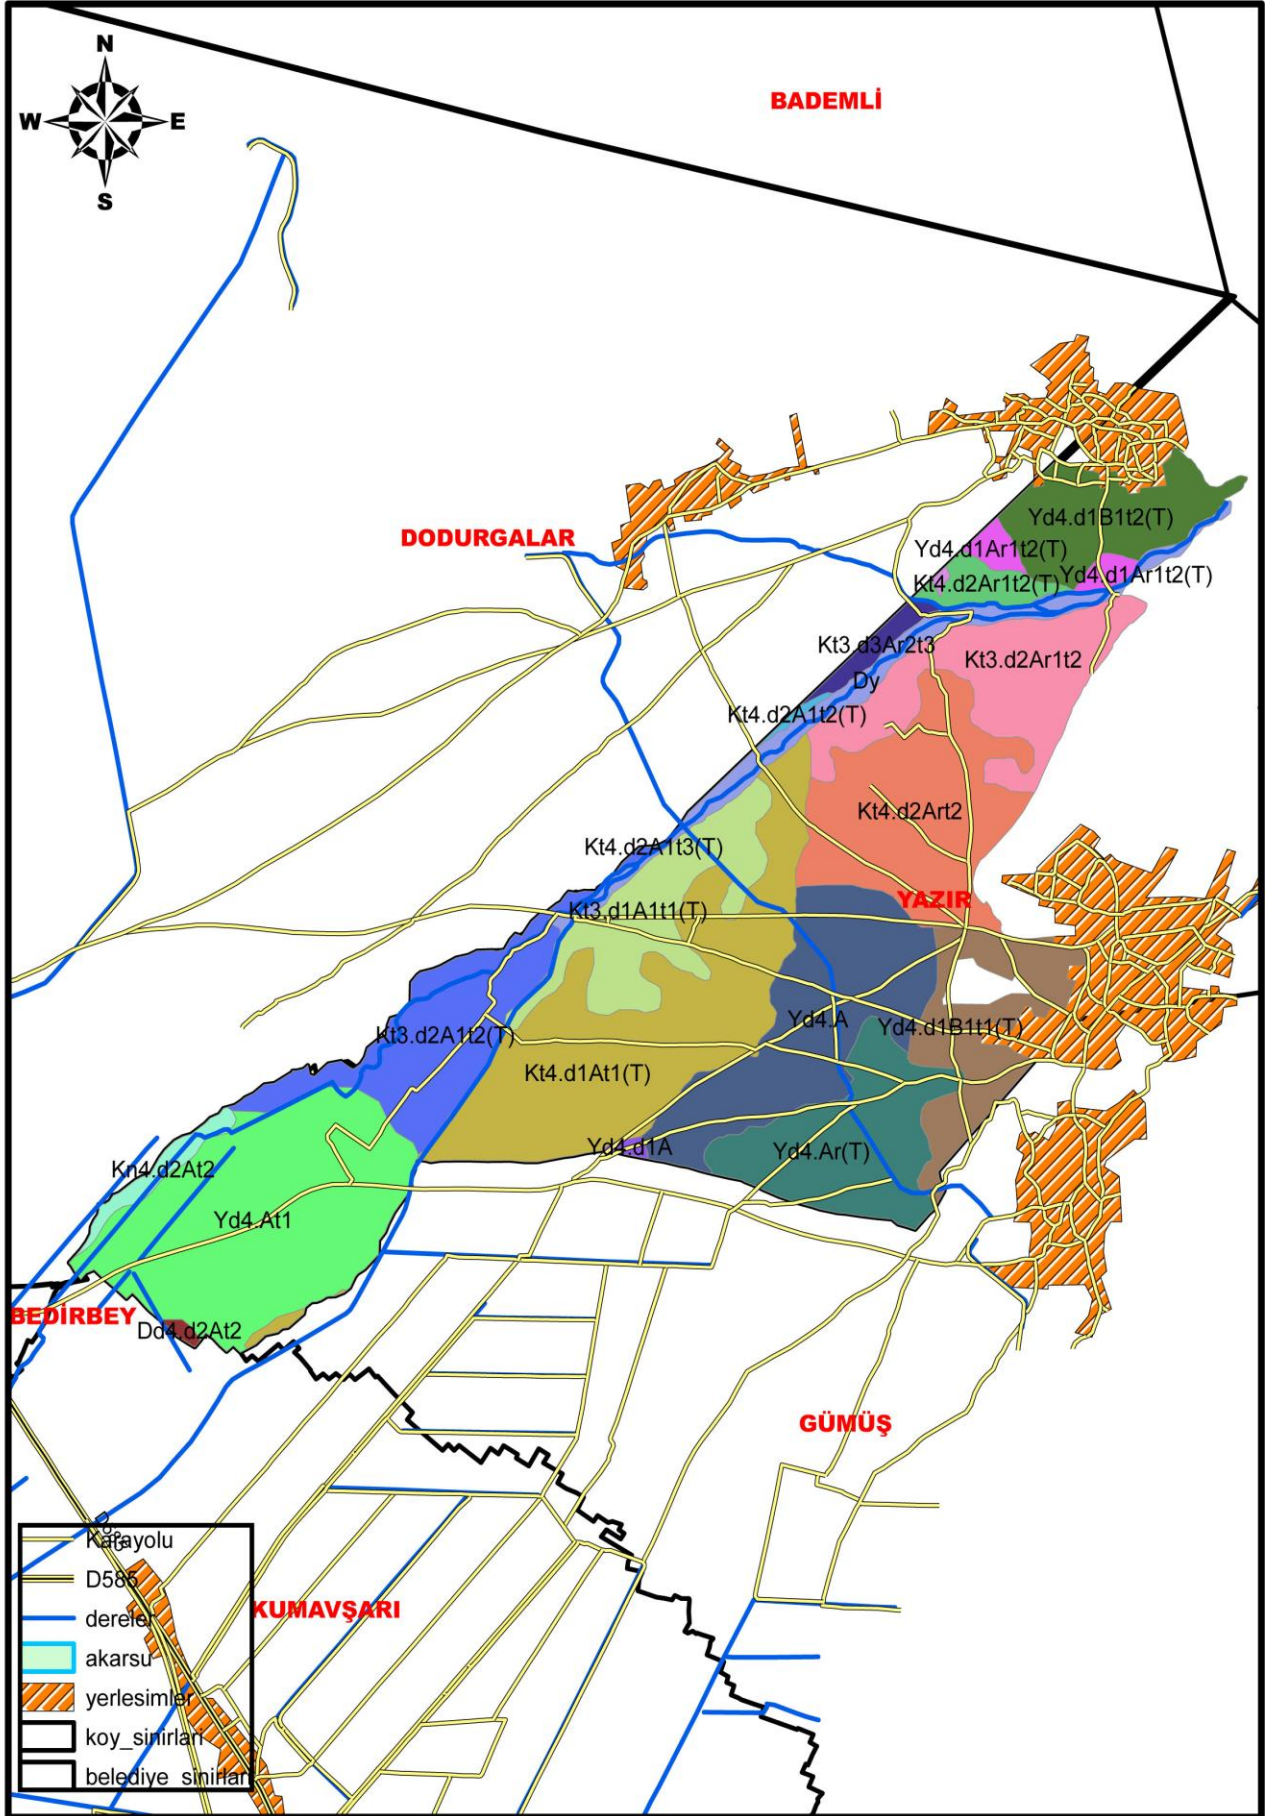 N
W E
S
BADEMLİ
DODURGALAR
Yd4.d1B1t2(T)
Yd4.d1Ar1t2(T)
Kt4.d2Ar1t2(T)
Yd4.d1Ar1t2(T)
Kt3.d3Ar2t3
Kt3.d2Ar1t2
Dy
Kt4.d2A1t2(T)
Kt4.d2Art2
Kt4.d2A1t3(T)
YAZIR
Kt3.d1A1t1(T)
Yd4.A
Yd4.d1B1t1(T)
Kt3.d2A1t2(T)
Kt4.d1At1(T)
Yd4.d1A
Yd4.Ar(T)
Kn4.d2At2
Yd4.At1
BEDİRBEY
Dd4.d2At2
GÜMÜŞ
KUMAVŞARI
Karayolu
D585
dereler
akarsu
yerlesimler
koy_sinirlari
belediye_sinirlari